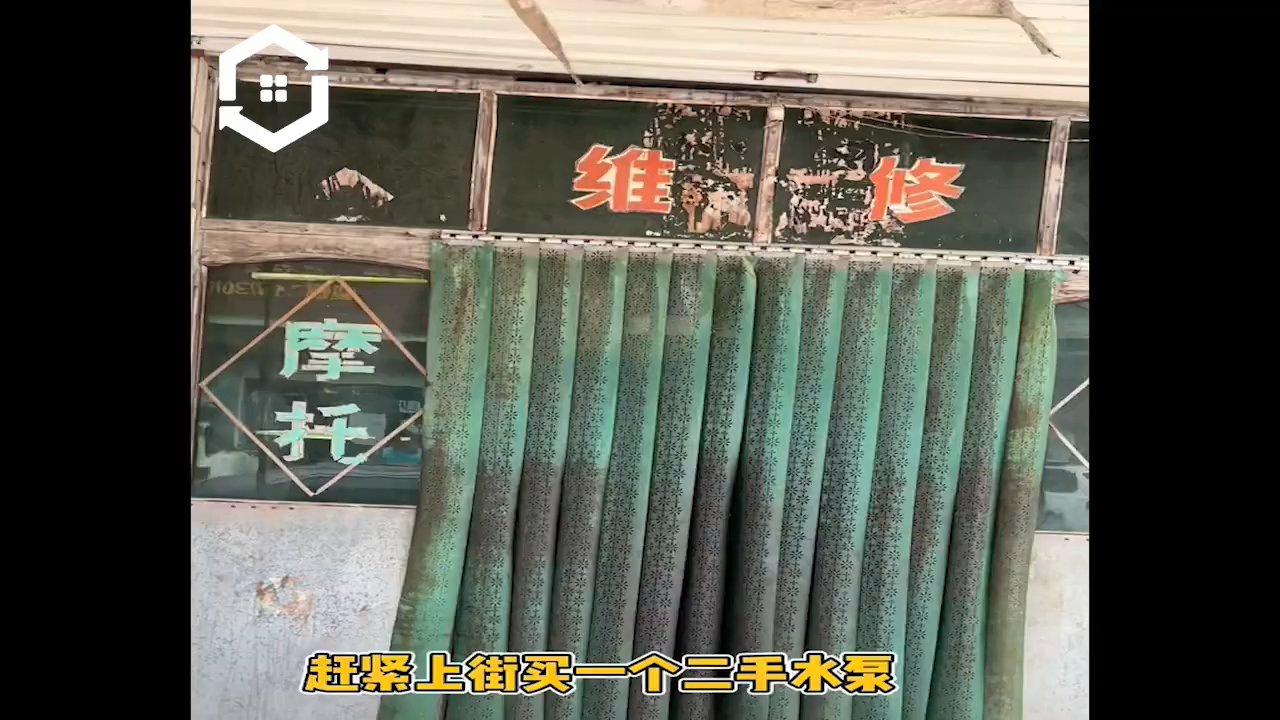 维 修
摩
托
赶紧上街买一个二手水泵